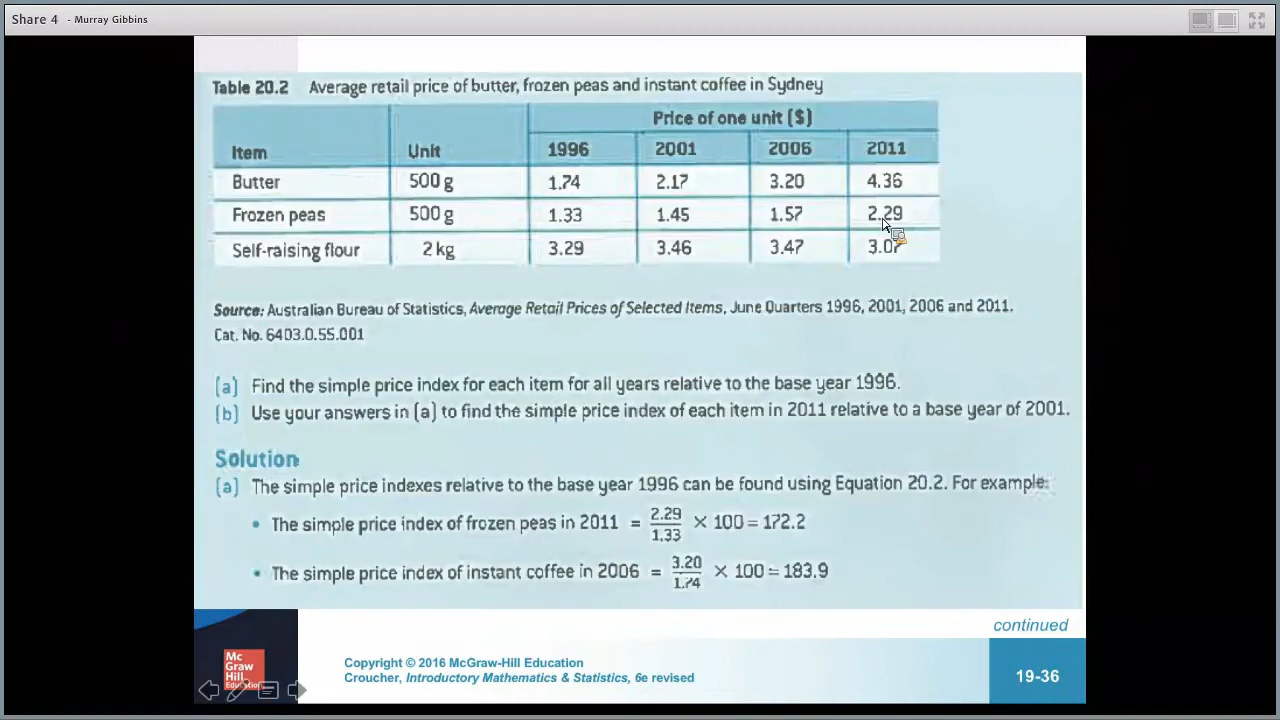 Share 4 - Murray Gibbins
Table 20.2 Average retail price of butter, frozen peas and instant coffee in Sydney
Price of one unit ($)
Item Unit 1996 2001 2006 2011
Butter 500 g 1.74 2.17 3.20 4.36
Frozen peas 500 g 1.33 1.45 1.57 2.29
Self-raising flour 2 kg 3.29 3.46 3.47 3.07
Source: Australian Bureau of Statistics, Average Retail Prices of Selected Items, June Quarters 1996, 2001, 2006 and 2011.
Cat. No. 6403.0.55.001
(a) Find the simple price index for each item for all years relative to the base year 1996.
(b) Use your answers in (a) to find the simple price index of each item in 2011 relative to a base year of 2001.
Solution
(a) The simple price indexes relative to the base year 1996 can be found using Equation 20.2. For example:
• The simple price index of frozen peas in 2011 = 2.29/1.33 × 100 = 172.2
• The simple price index of instant coffee in 2006 = 3.20/1.74 × 100 = 183.9
continued
Mc
Graw
Hill
Education
Copyright © 2016 McGraw-Hill Education
Croucher, Introductory Mathematics & Statistics, 6e revised
19-36